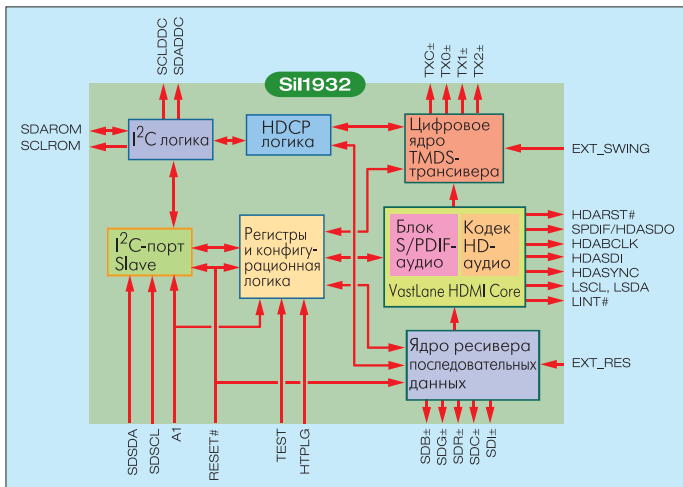 SCLDDC
SDADDC
TXC±
TX0±
TX1±
TX2±
SiI1932
SDAROM
SCLROM
I²C логика
HDCP
логика
Цифровое
ядро
TMDS-
трансивера
EXT_SWING
I²C-порт
Slave
Регистры
и конфигу-
рационная
логика
Блок
S/PDIF-
аудио
Кодек
HD-
аудио
VastLane HDMI Core
HDARST#
SPDIF/HDASDO
HDABCLK
HDASDI
HDASYNC
LSCL, LSDA
LINT#
Ядро ресивера
последовательных
данных
EXT_RES
SDSDA
SDSCL
A1
RESET#
TEST
HTPLG
SDB±
SDG±
SDR±
SDC±
SDI±